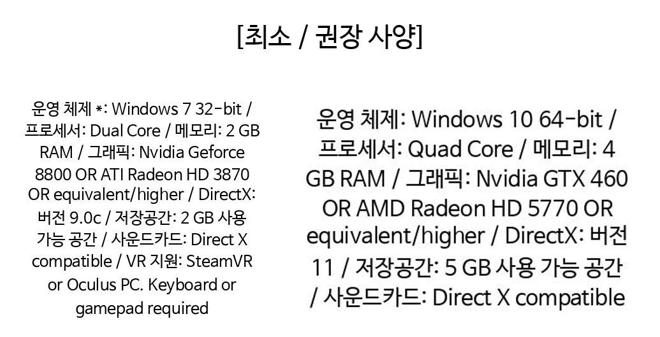 [최소 / 권장 사양]
운영 체제 *: Windows 7 32-bit /
프로세서: Dual Core / 메모리: 2 GB
RAM / 그래픽: Nvidia Geforce
8800 OR ATI Radeon HD 3870
OR equivalent/higher / DirectX:
버전 9.0c / 저장공간: 2 GB 사용
가능 공간 / 사운드카드: Direct X
compatible / VR 지원: SteamVR
or Oculus PC. Keyboard or
gamepad required
운영 체제: Windows 10 64-bit /
프로세서: Quad Core / 메모리: 4
GB RAM / 그래픽: Nvidia GTX 460
OR AMD Radeon HD 5770 OR
equivalent/higher / DirectX: 버전
11 / 저장공간: 5 GB 사용 가능 공간
/ 사운드카드: Direct X compatible